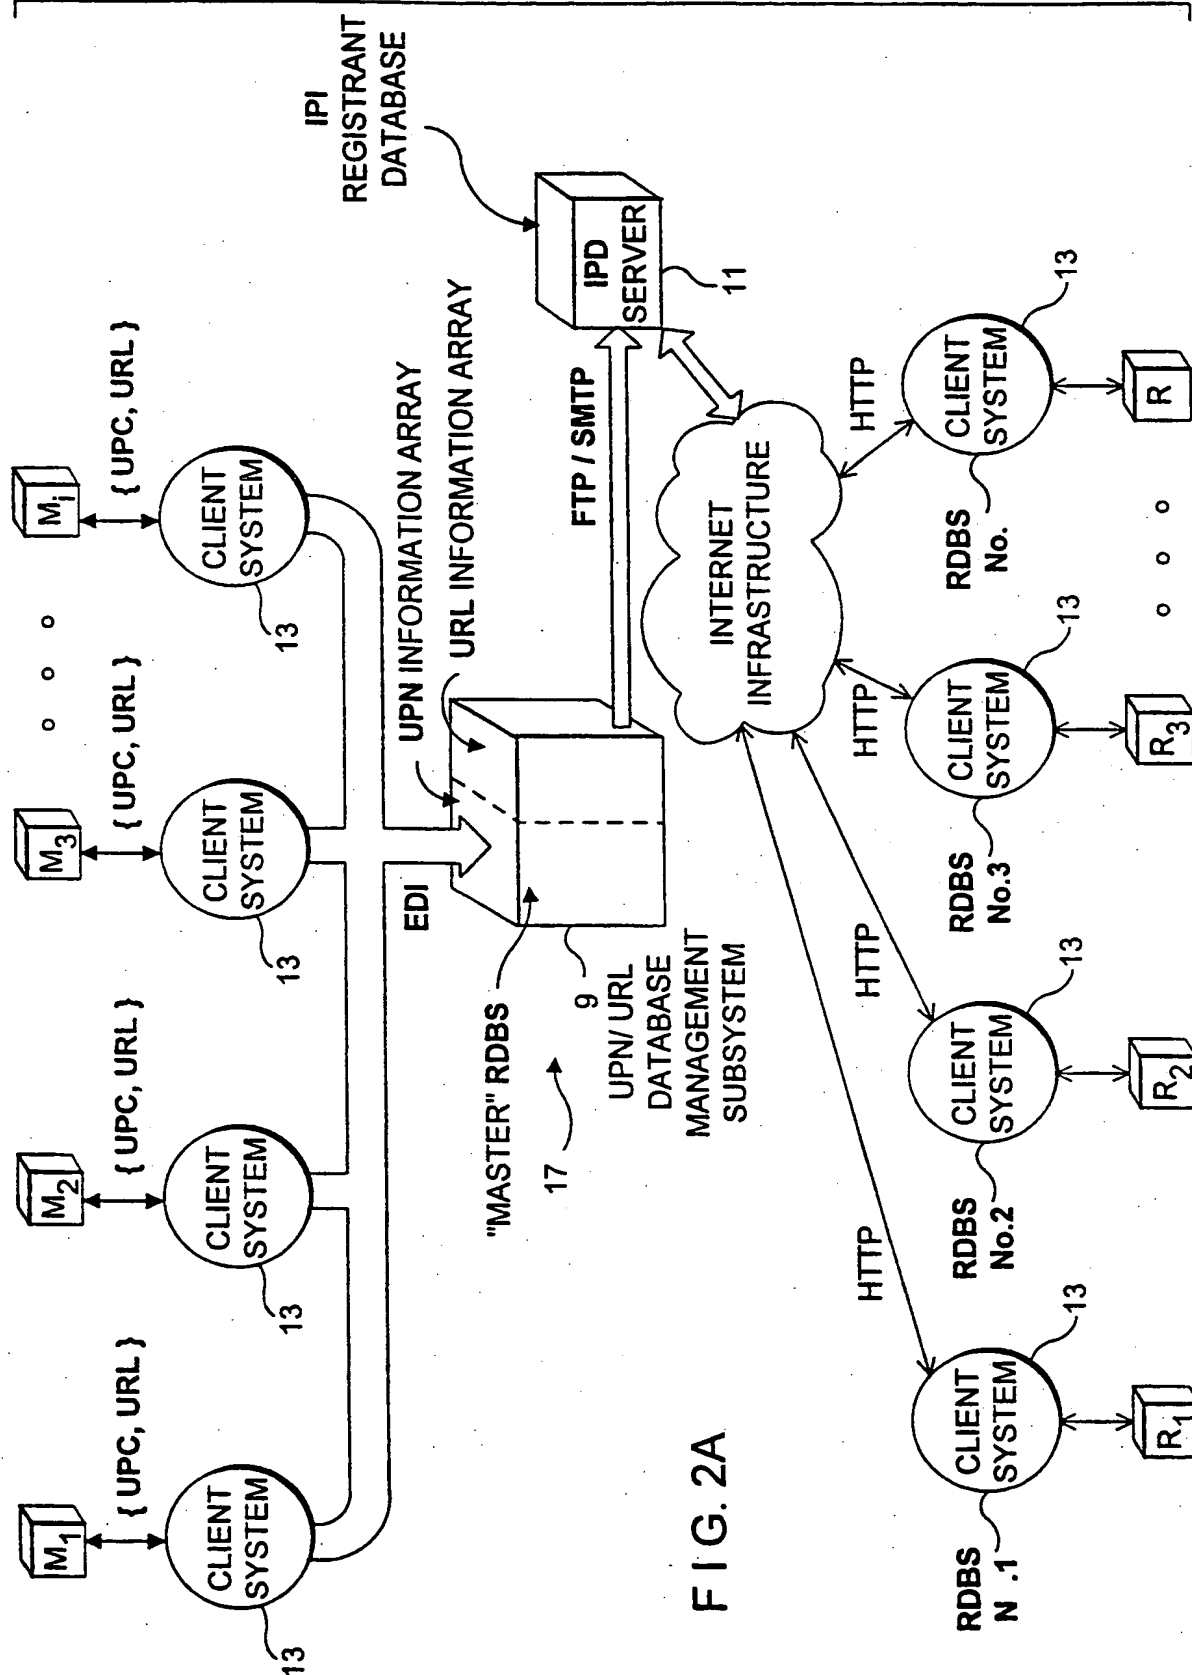 M1
M2
M3
Mi
{ UPC, URL }
{ UPC, URL }
{ UPC, URL }
{ UPC, URL }
CLIENT
SYSTEM
CLIENT
SYSTEM
CLIENT
SYSTEM
CLIENT
SYSTEM
13
13
13
13
EDI
UPN INFORMATION ARRAY
URL INFORMATION ARRAY
IPI
REGISTRANT
DATABASE
"MASTER" RDBS
17
9
UPN/ URL
DATABASE
MANAGEMENT
SUBSYSTEM
FTP / SMTP
IPD
SERVER
11
INTERNET
INFRASTRUCTURE
HTTP
HTTP
HTTP
HTTP
CLIENT
SYSTEM
CLIENT
SYSTEM
CLIENT
SYSTEM
CLIENT
SYSTEM
13
13
13
13
RDBS
N .1
RDBS
No.2
RDBS
No.3
RDBS
No.
R1
R2
R3
R
FIG. 2A